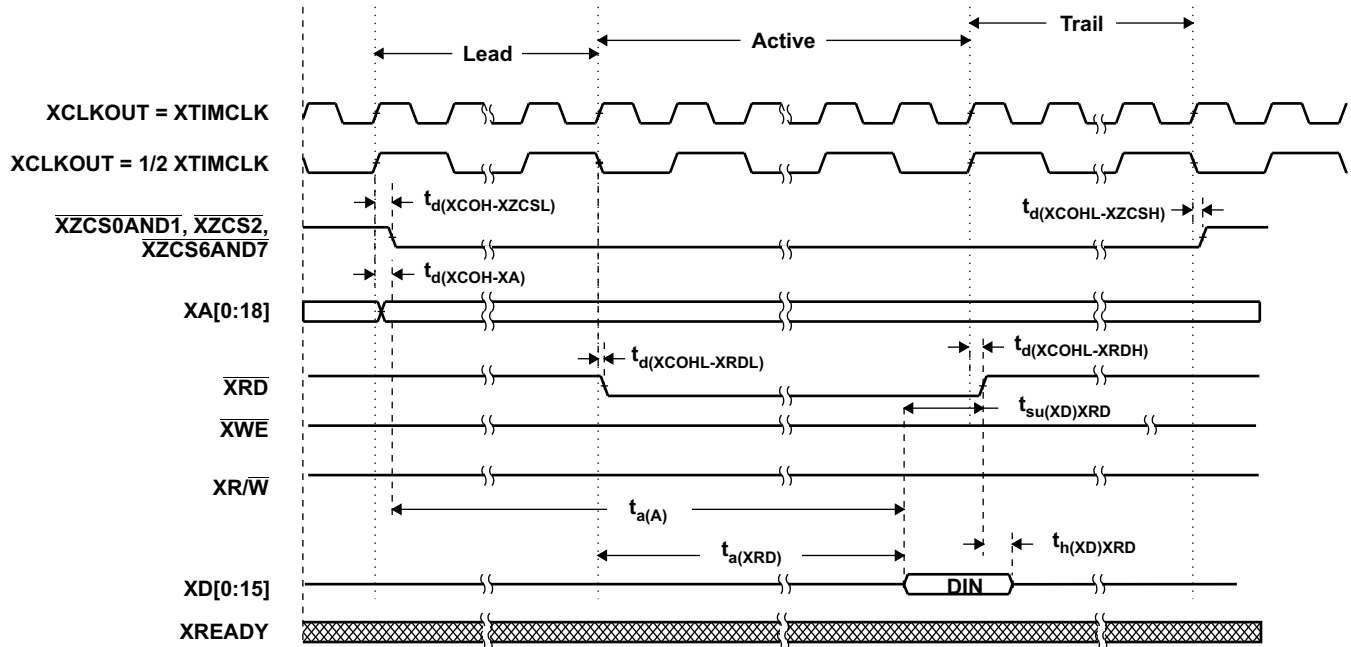 Lead
Active
Trail
XCLKOUT = XTIMCLK
XCLKOUT = 1/2 XTIMCLK
td(XCOH-XZCSL)
td(XCOHL-XZCSH)
XZCS0AND1, XZCS2,
XZCS6AND7
td(XCOH-XA)
XA[0:18]
td(XCOHL-XRDL)
td(XCOHL-XRDH)
XRD
tsu(XD)XRD
XWE
XR/W
ta(A)
ta(XRD)
th(XD)XRD
XD[0:15]
DIN
XREADY